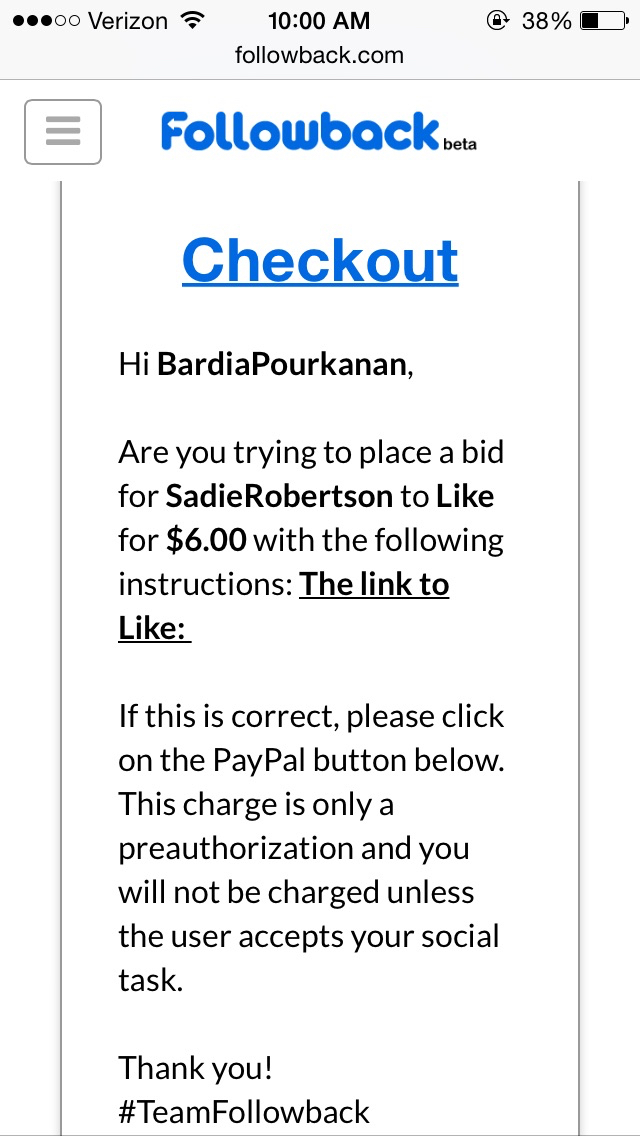 Verizon 10:00 AM 38%
followback.com
Followback beta
Checkout
Hi BardiaPourkanan,
Are you trying to place a bid
for SadieRobertson to Like
for $6.00 with the following
instructions: The link to
Like:
If this is correct, please click
on the PayPal button below.
This charge is only a
preauthorization and you
will not be charged unless
the user accepts your social
task.
Thank you!
#TeamFollowback